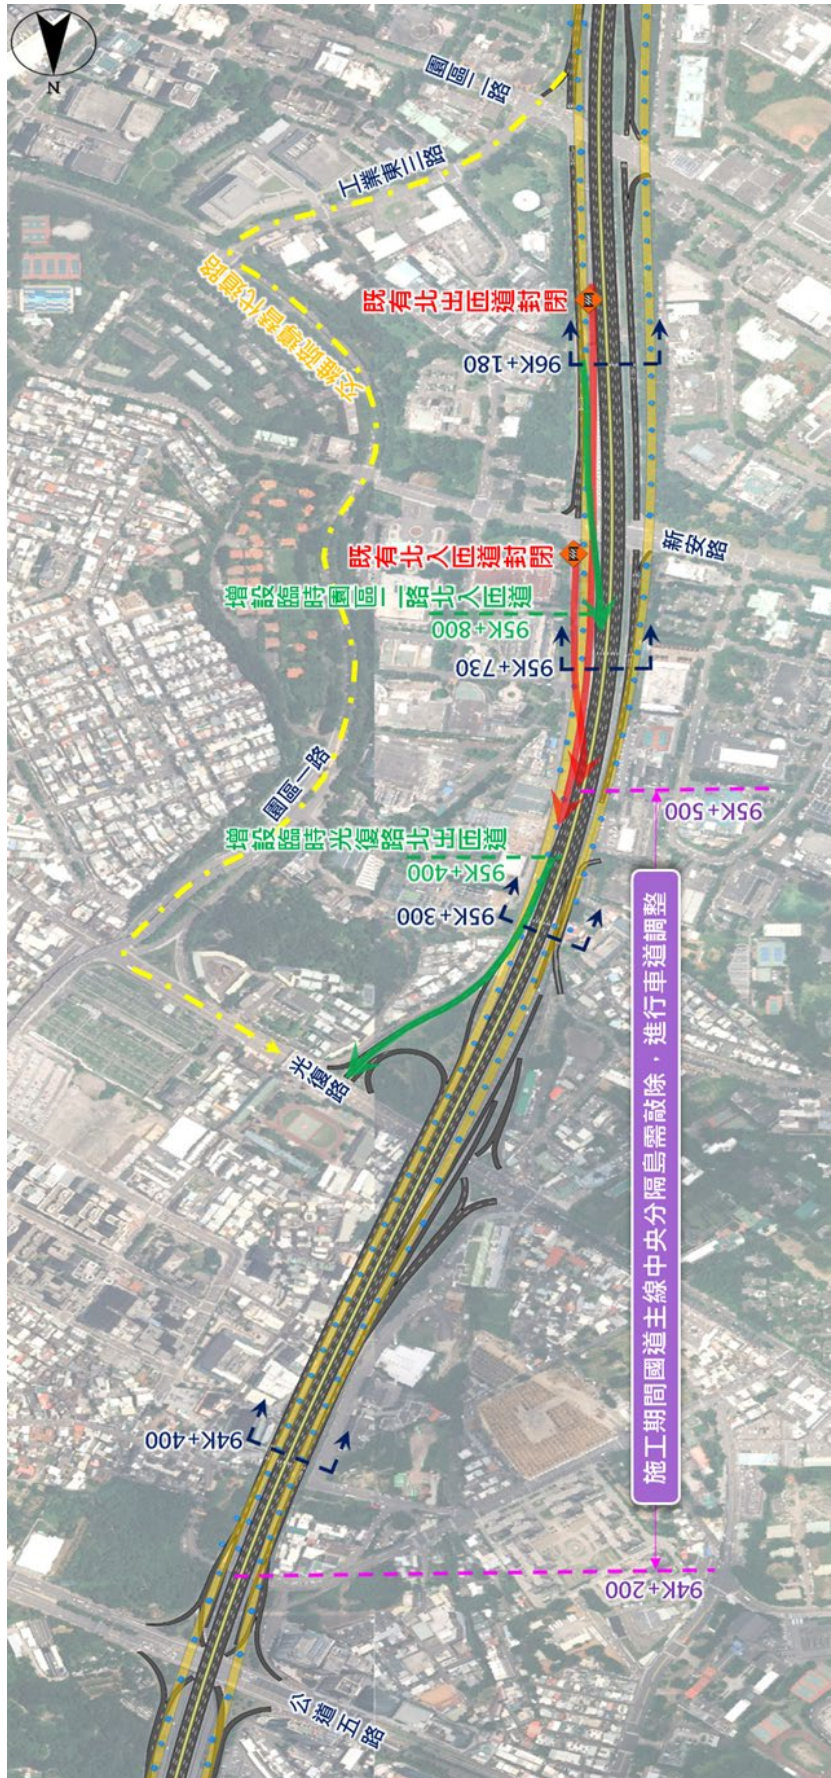 N
園區二路
工業東三路
交維疏導替代道路
既有北出匝道封閉
96K+180
既有北入匝道封閉
新安路
增設臨時園區二路北入匝道
95K+800
95K+730
園區一路
95K+500
增設臨時光復路北出匝道
95K+400
95K+300
施工期間國道主線中央分隔島需敲除，進行車道調整
光復路
94K+400
94K+200
公道五路